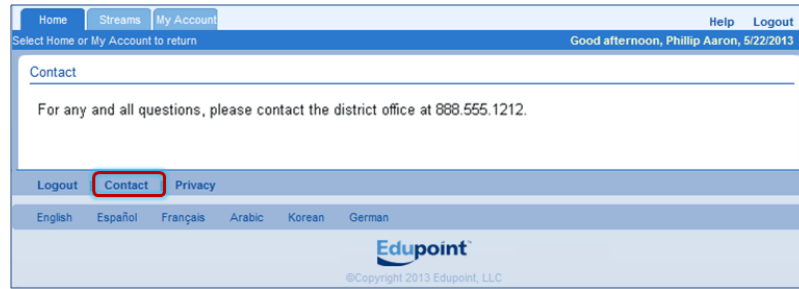 Home Streams My Account Help Logout
Select Home or My Account to return Good afternoon, Phillip Aaron, 5/22/2013
Contact
For any and all questions, please contact the district office at 888.555.1212.
Logout Contact Privacy
English Español Français Arabic Korean German
Edupoint
©Copyright 2013 Edupoint, LLC